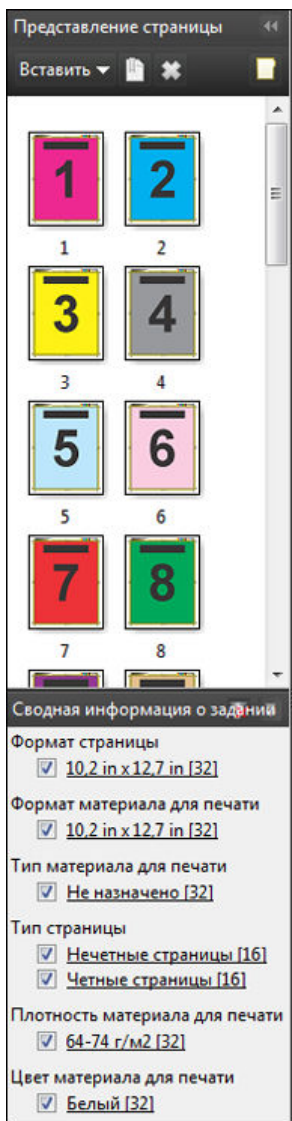 Представление страницы
Вставить
1 2
1 2
3 4
3 4
5 6
5 6
7 8
7 8
Сводная информация о задании
Формат страницы
10,2 in x 12,7 in [32]
Формат материала для печати
10,2 in x 12,7 in [32]
Тип материала для печати
Не назначено [32]
Тип страницы
Нечетные страницы [16]
Четные страницы [16]
Плотность материала для печати
64-74 г/м2 [32]
Цвет материала для печати
Белый [32]